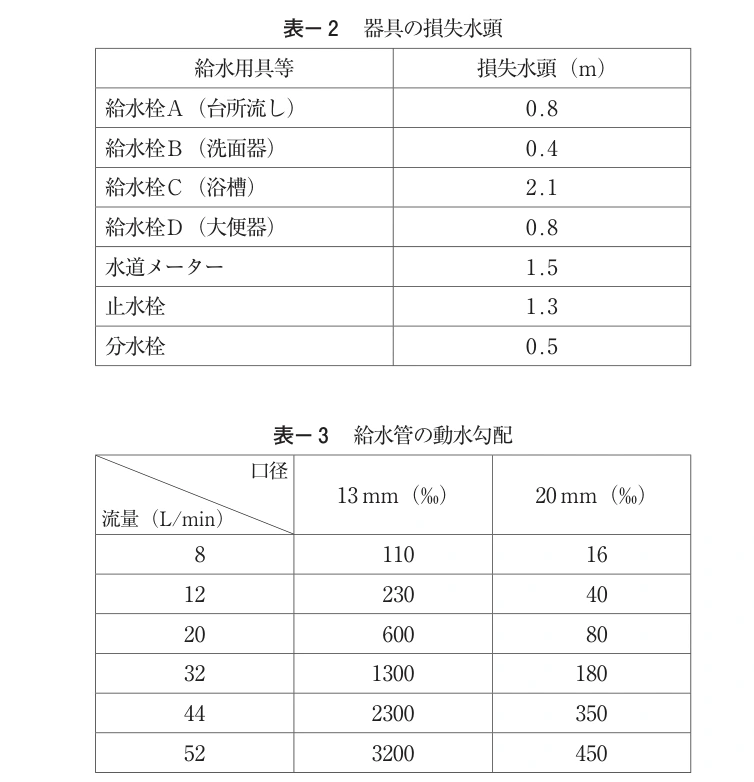 表－2 器具の損失水頭
給水用具等 損失水頭（m）
給水栓A（台所流し） 0.8
給水栓B（洗面器） 0.4
給水栓C（浴槽） 2.1
給水栓D（大便器） 0.8
水道メーター 1.5
止水栓 1.3
分水栓 0.5
表－3 給水管の動水勾配
口径
流量（L/min） 13 mm（‰） 20 mm（‰）
8 110 16
12 230 40
20 600 80
32 1300 180
44 2300 350
52 3200 450